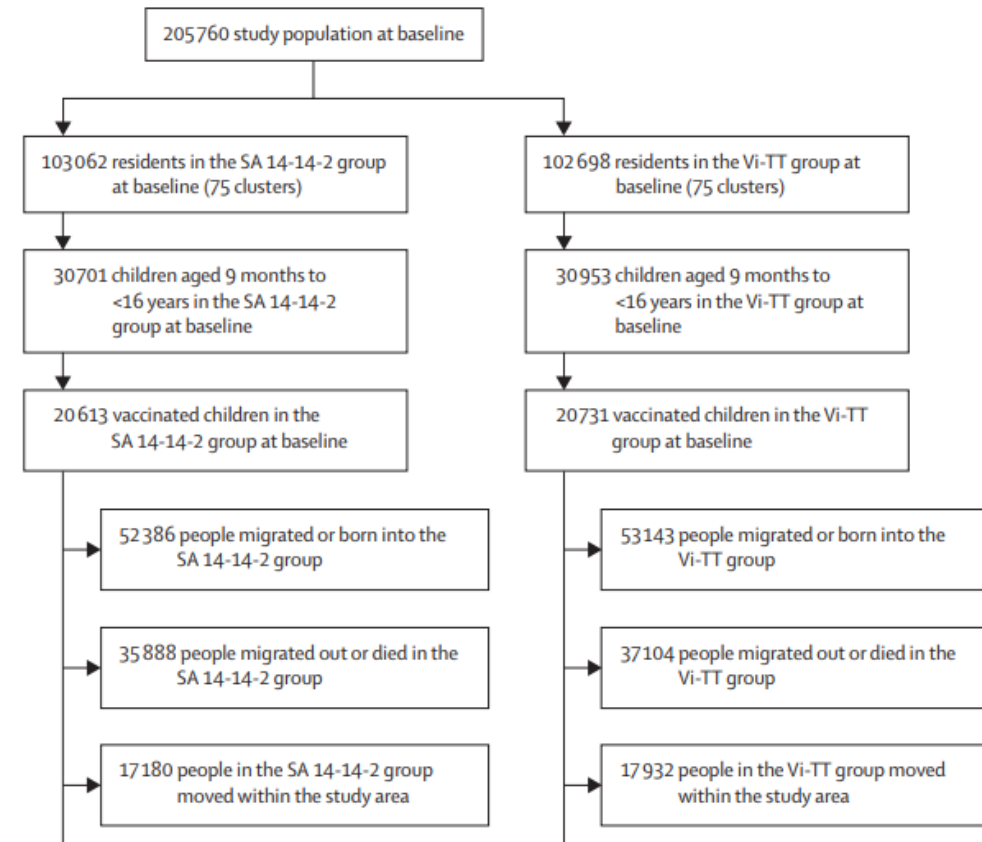 205760 study population at baseline
103062 residents in the SA 14-14-2 group
at baseline (75 clusters)
102698 residents in the Vi-TT group at
baseline (75 clusters)
30701 children aged 9 months to
<16 years in the SA 14-14-2
group at baseline
30953 children aged 9 months to
<16 years in the Vi-TT group at
baseline
20613 vaccinated children in the
SA 14-14-2 group at baseline
20731 vaccinated children in the Vi-TT
group at baseline
52386 people migrated or born into the
SA 14-14-2 group
53143 people migrated or born into the
Vi-TT group
35888 people migrated out or died in the
SA 14-14-2 group
37104 people migrated out or died in the
Vi-TT group
17180 people in the SA 14-14-2 group
moved within the study area
17932 people in the Vi-TT group moved
within the study area